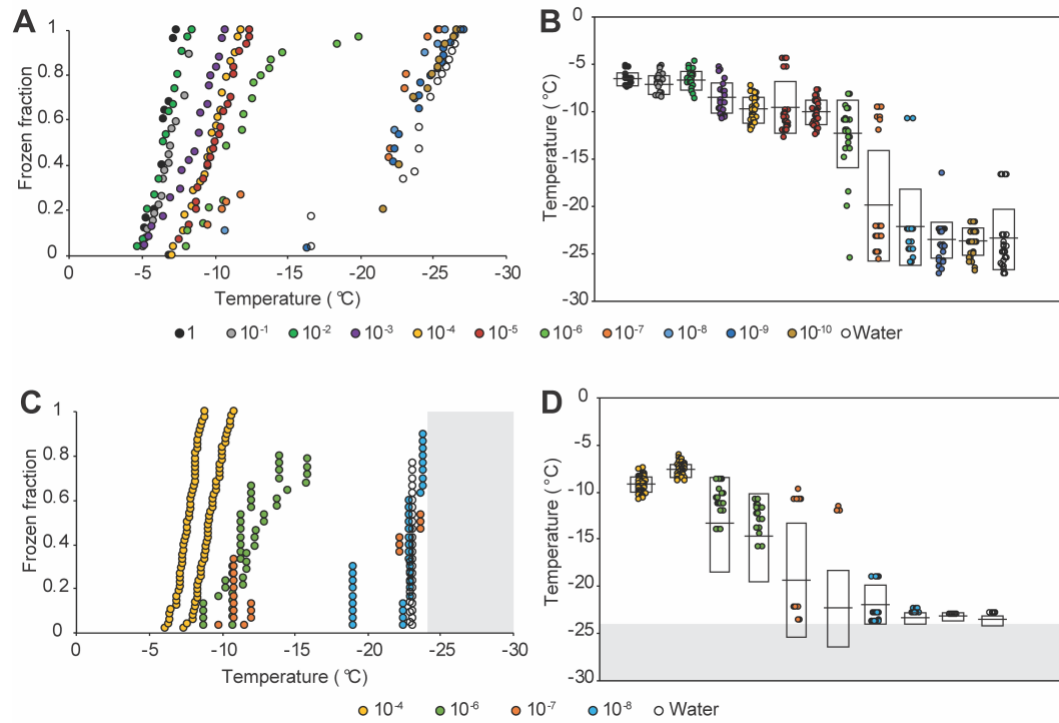 A
Frozen fraction
1
0.8
0.6
0.4
0.2
0
0 -5 -10 -15 -20 -25 -30
Temperature ( °C)
B
Temperature (°C)
0
-5
-10
-15
-20
-25
-30
1 10-1 10-2 10-3 10-4 10-5 10-6 10-7 10-8 10-9 10-10 Water
C
Frozen fraction
1
0.8
0.6
0.4
0.2
0
0 -5 -10 -15 -20 -25 -30
Temperature ( °C)
D
Temperature (°C)
0
-5
-10
-15
-20
-25
-30
10-4 10-6 10-7 10-8 Water